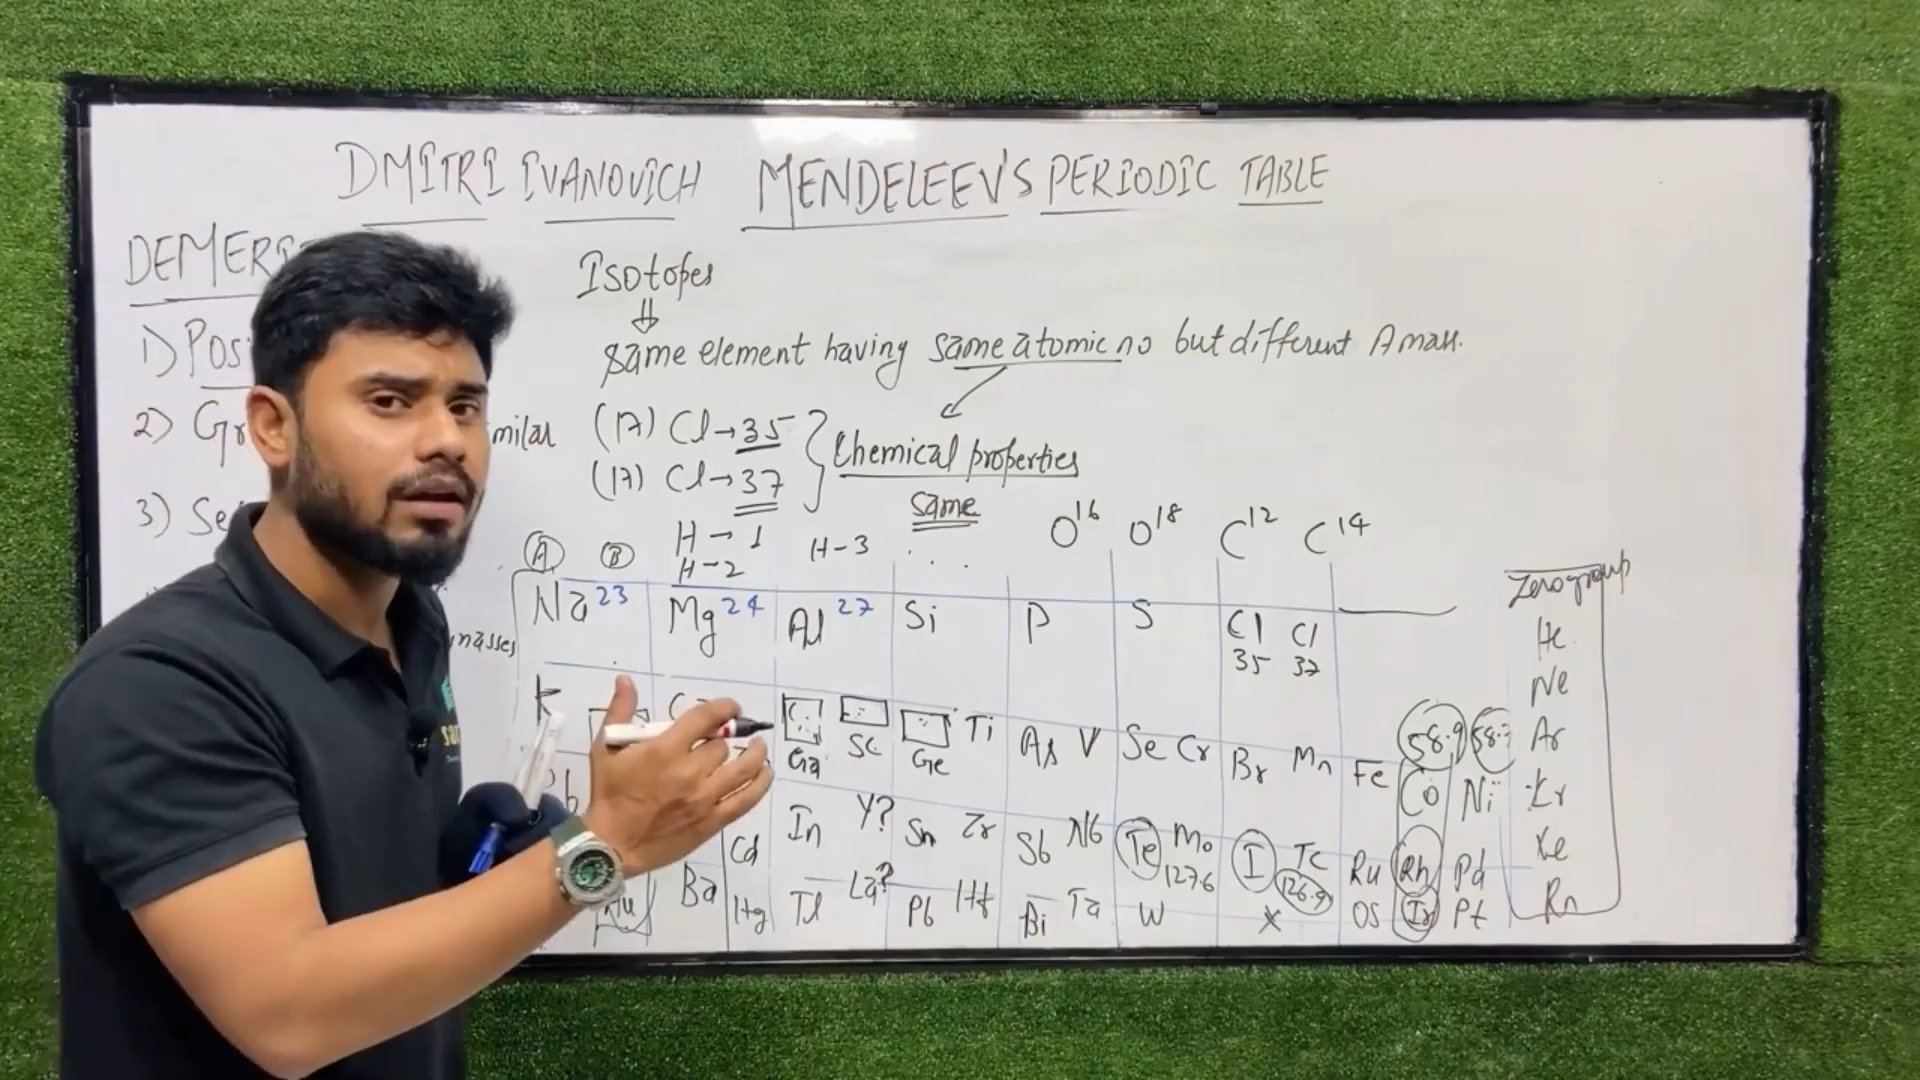 DMITRI IVANOVICH MENDELEEV'S PERIODIC TABLE
DEMER
1) Pos
2) Gr milar
3) Se
masses
Isotopes
⇓
same element having same atomic no but different A mass.
(17) Cl→35
(17) Cl→37
Chemical properties
same
H→1 H-3
H-2
O16 O18 C12 C14
A B
Na23 Mg24 Al27 Si P S Cl Cl
35 37
K Ga Sc Ge Ti As V Se Cr Br Mn Fe Co Ni
58.9 58.7
Cd In Y? Sn Zr Sb Nb Te Mo I Tc Ru Rh Pd
127.6 126.9
Ba Hg Tl La? Pb Hf Bi Ta W × Os Ir Pt
Zero group
He
Ne
Ar
Kr
Xe
Rn